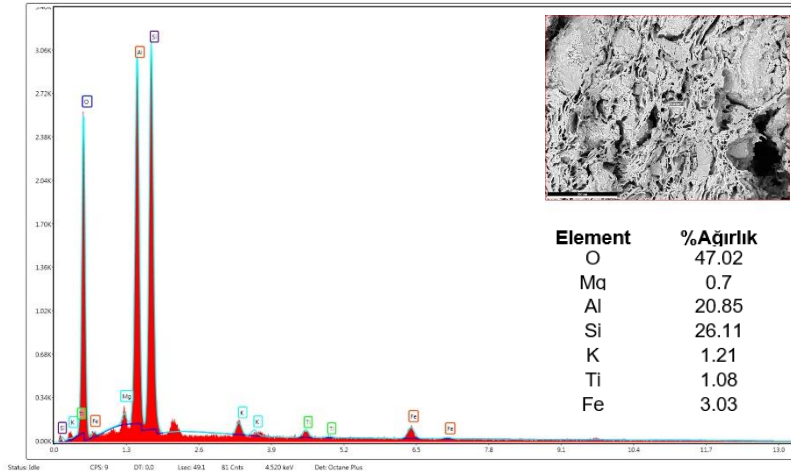 3.06K
2.72K
2.38K
2.04K
1.70K
1.36K
1.02K
0.68K
0.34K
0.00K
O
Al
Si
Mg
Ti
Fe
K
K
K
Ti
Ti
Fe
Fe
0.0 1.3 2.6 3.9 5.2 6.5 7.8 9.1 10.4 11.7 13.0
Element %Ağırlık
O 47.02
Mg 0.7
Al 20.85
Si 26.11
K 1.21
Ti 1.08
Fe 3.03
Status: Idle CPS: 9 DT: 0,0 Lsec: 49.1 81 Cnts 4.520 keV Det: Octane Plus